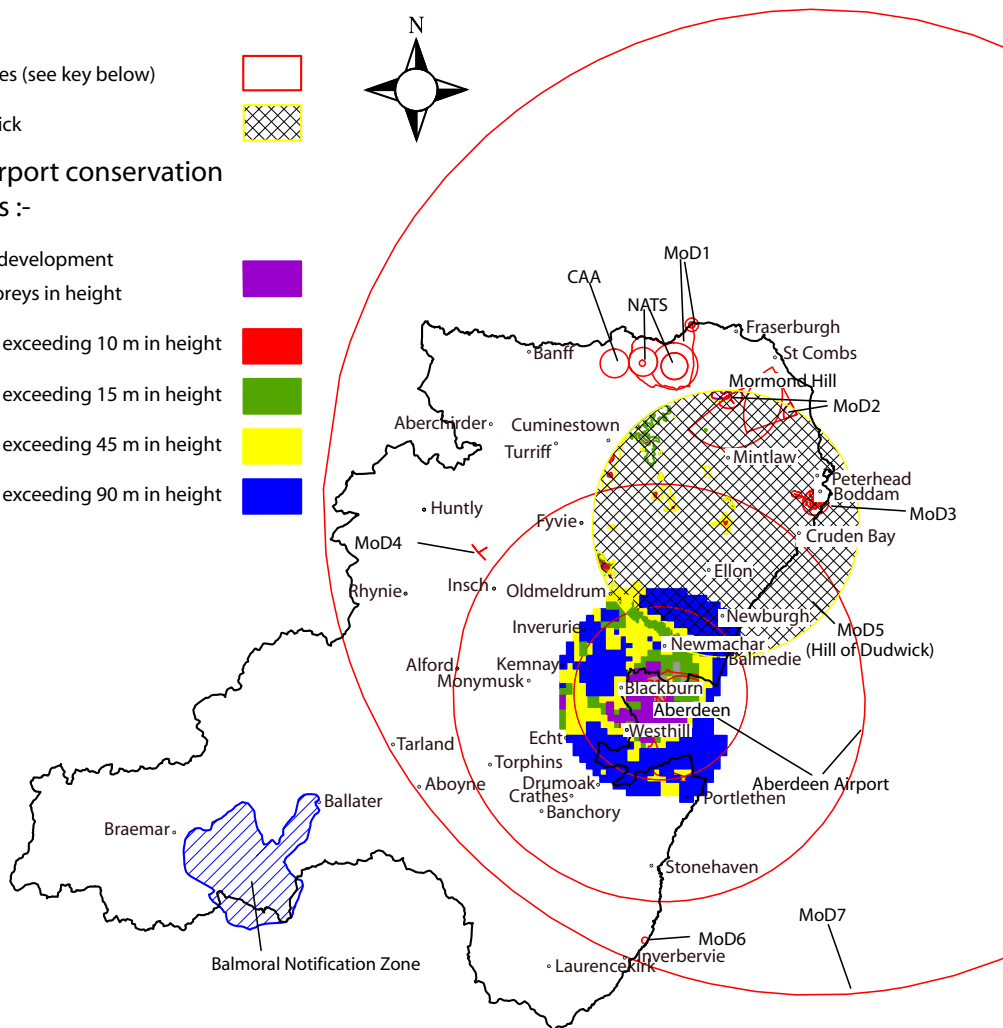 N
es (see key below)
ick
rport conservation
s :-
development
oreys in height
exceeding 10 m in height
exceeding 15 m in height
exceeding 45 m in height
exceeding 90 m in height
MoD1
CAA
NATS
Fraserburgh
Banff
St Combs
Mormond Hill
MoD2
Aberchirder
Cuminestown
Turriff
Mintlaw
Peterhead
Boddam
Huntly
MoD3
Fyvie
Cruden Bay
MoD4
Ellon
Insch
Oldmeldrum
Rhynie
Newburgh
Inverurie
MoD5
(Hill of Dudwick)
Newmachar
Balmedie
Alford
Kemnay
Monymusk
Blackburn
Aberdeen
Westhill
Echt
Tarland
Torphins
Aberdeen Airport
Aboyne
Drumoak
Crathes
Portlethen
Ballater
Banchory
Braemar
Stonehaven
MoD7
MoD6
Inverbervie
Balmoral Notification Zone
Laurencekirk